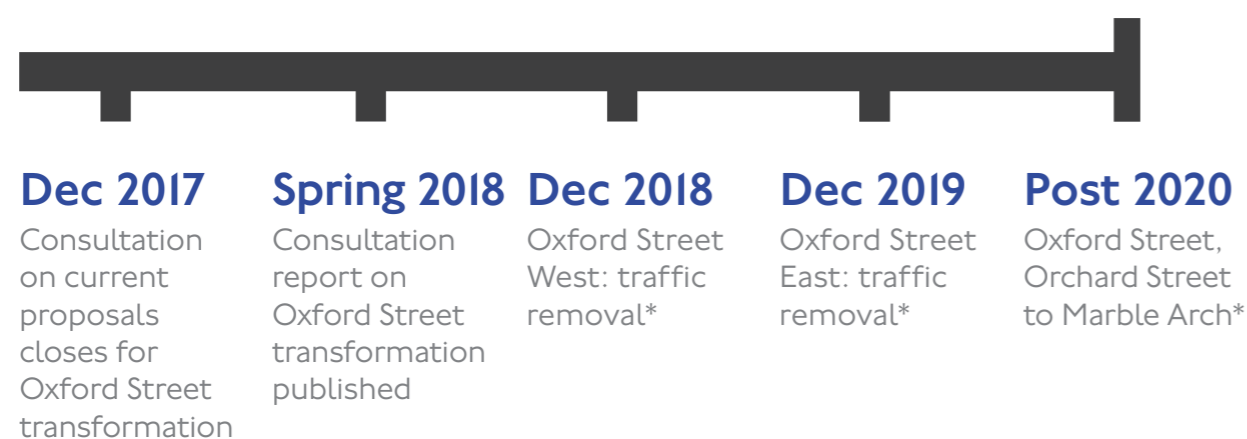 Dec 2017
Consultation
on current
proposals
closes for
Oxford Street
transformation
Spring 2018
Consultation
report on
Oxford Street
transformation
published
Dec 2018
Oxford Street
West: traffic
removal*
Dec 2019
Oxford Street
East: traffic
removal*
Post 2020
Oxford Street,
Orchard Street
to Marble Arch*